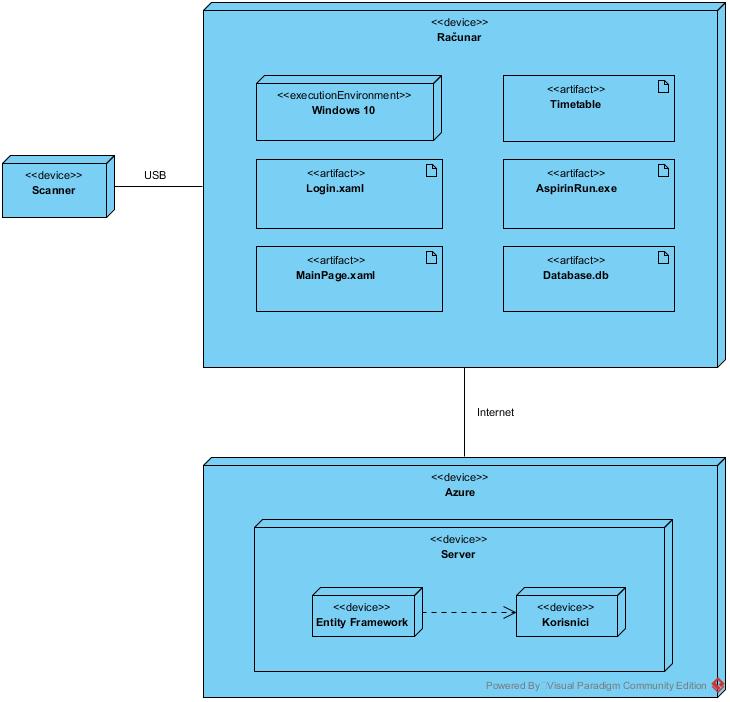 <<device>>
Računar
<<executionEnvironment>>
Windows 10
<<artifact>>
Timetable
<<device>>
Scanner
USB
<<artifact>>
Login.xaml
<<artifact>>
AspirinRun.exe
<<artifact>>
MainPage.xaml
<<artifact>>
Database.db
Internet
<<device>>
Azure
<<device>>
Server
<<device>>
Entity Framework
<<device>>
Korisnici
Powered By Visual Paradigm Community Edition